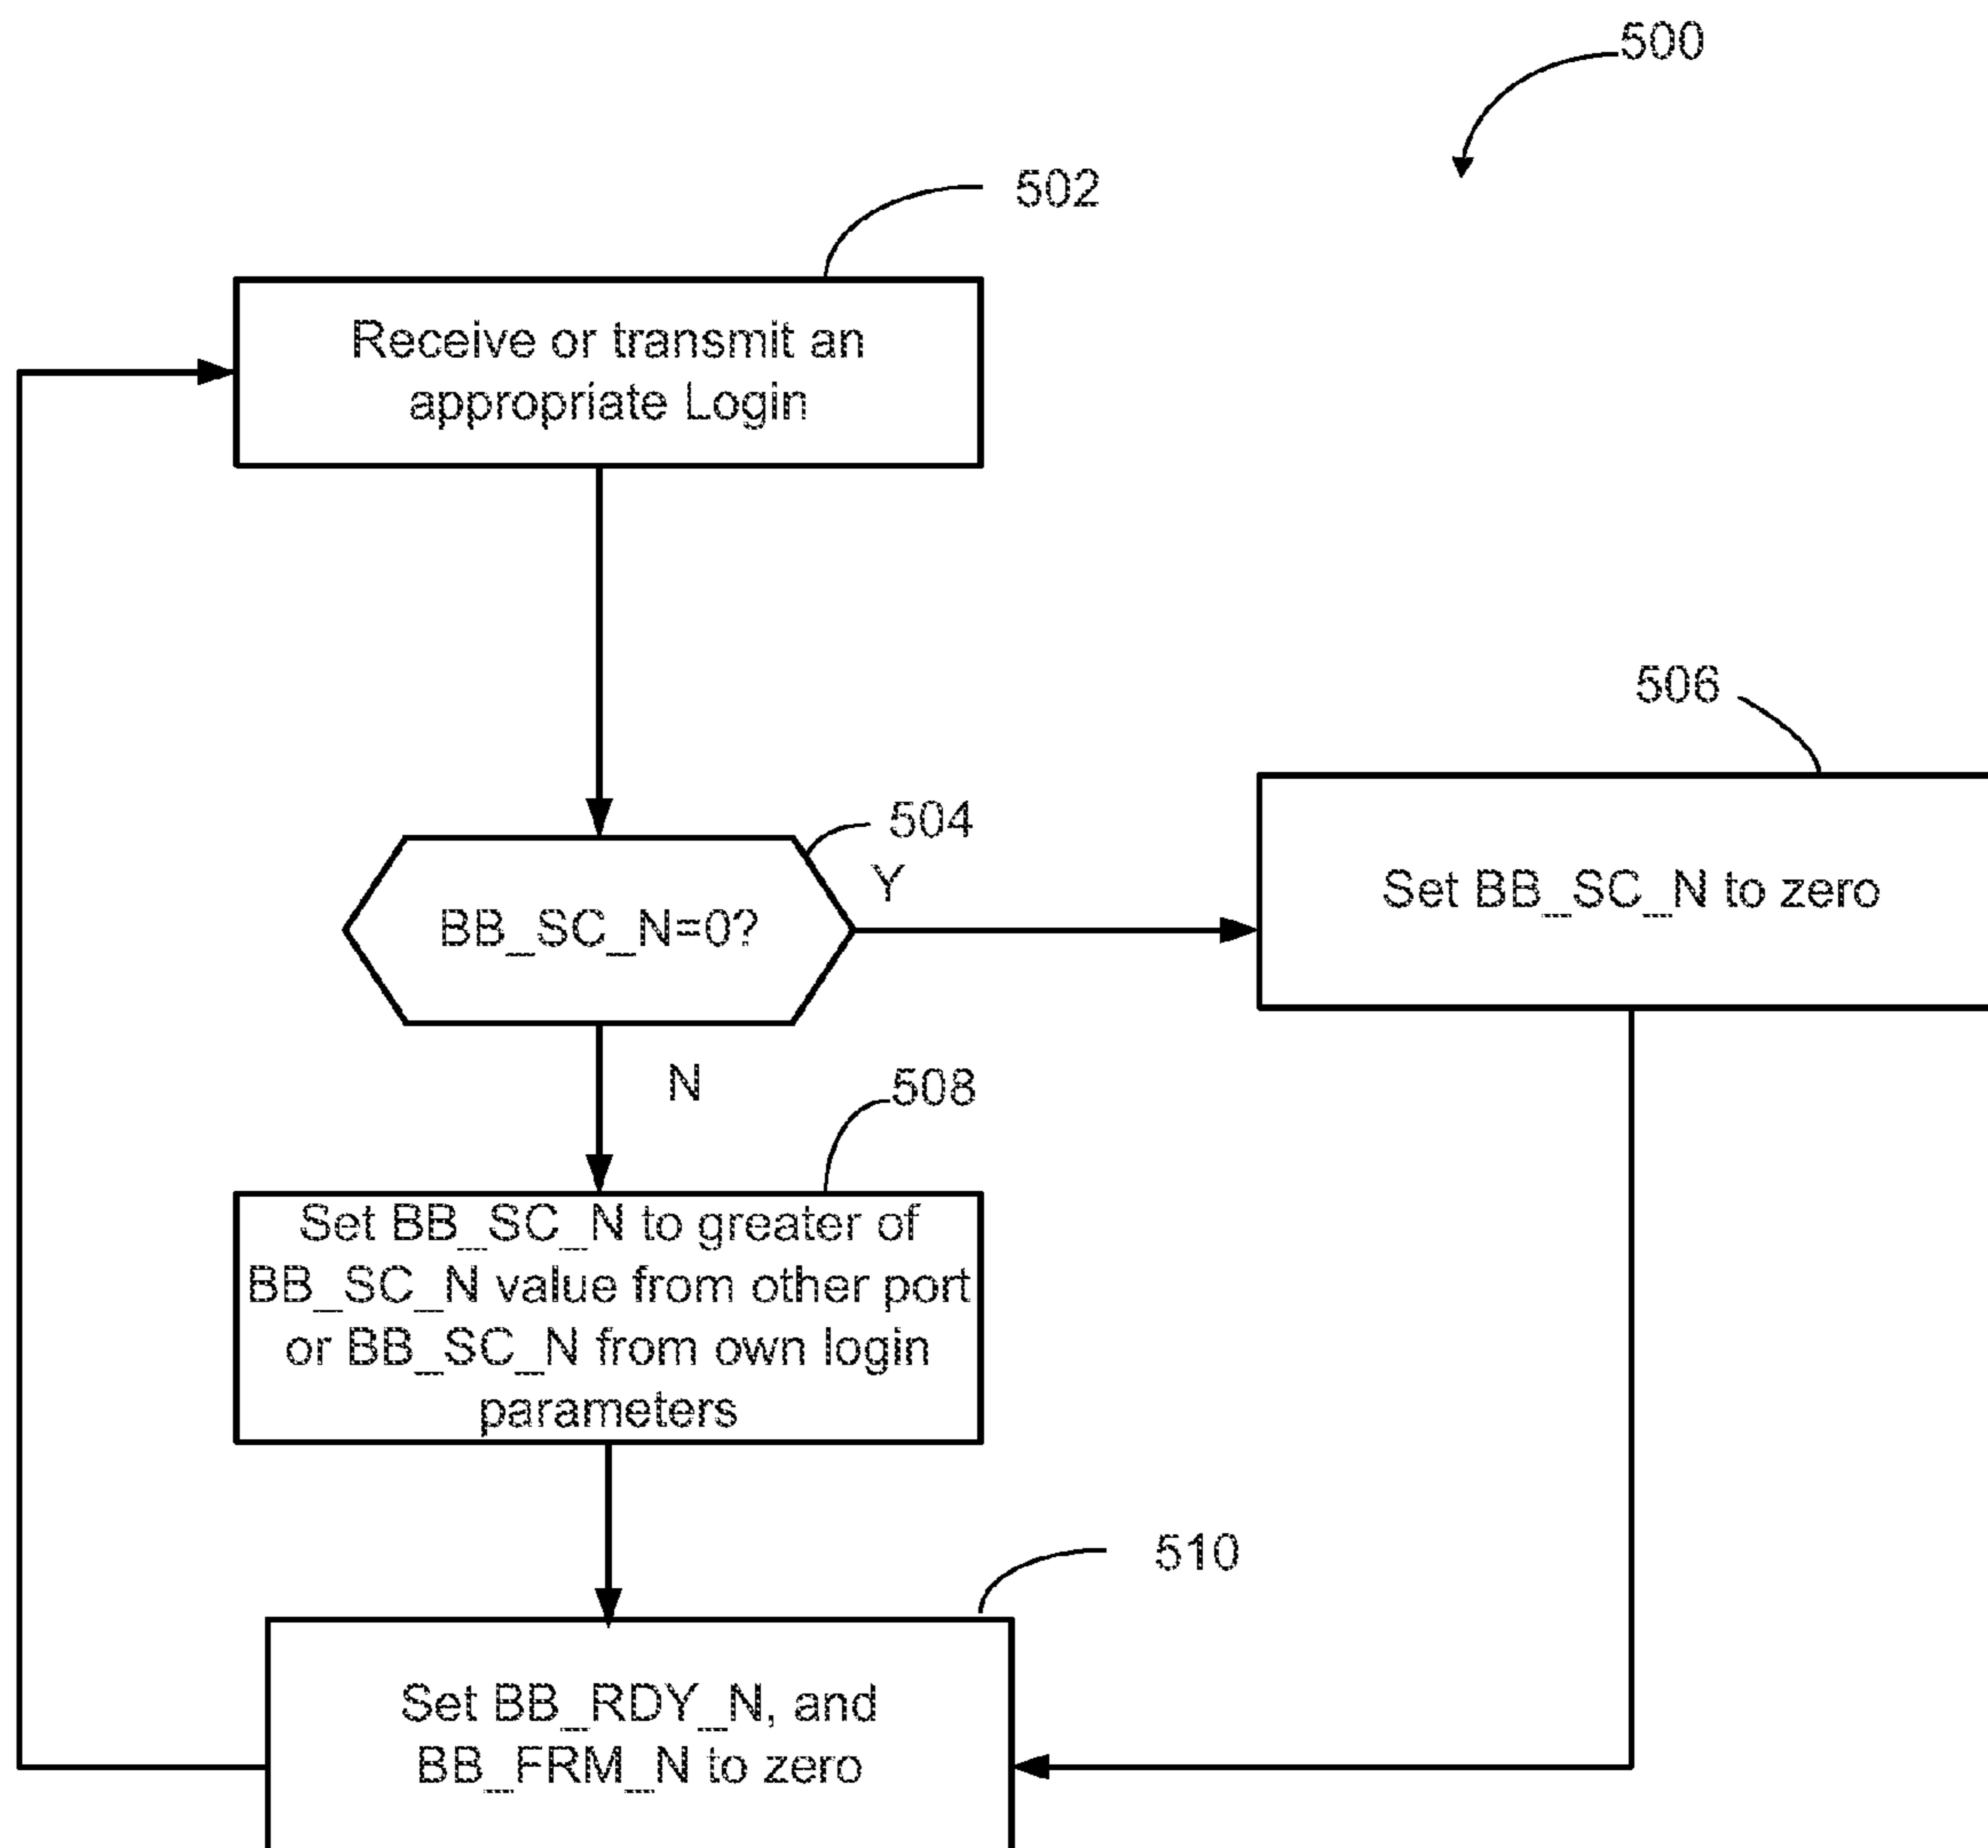 500
502
Receive or transmit an
appropriate Login
506
504
Y
BB_SC_N=0?
Set BB_SC_N to zero
N
508
Set BB_SC_N to greater of
BB_SC_N value from other port
or BB_SC_N from own login
parameters
510
Set BB_RDY_N, and
BB_FRM_N to zero